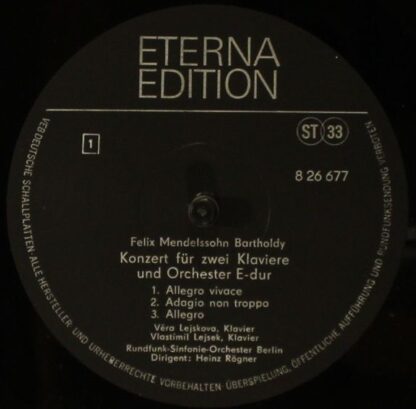 ETERNA
EDITION
ST 33
1
8 26 677
Felix Mendelssohn Bartholdy
Konzert für zwei Klaviere
und Orchester E-dur
1. Allegro vivace
2. Adagio non troppo
3. Allegro
Věra Lejskova, Klavier
Vlastimil Lejsek, Klavier
Rundfunk-Sinfonie-Orchester Berlin
Dirigent: Heinz Rögner
VEB DEUTSCHE SCHALLPLATTEN · ALLE HERSTELLER UND URHEBERRECHTE VORBEHALTEN ÜBERSPIELUNG, ÖFFENTLICHE AUFFÜHRUNG UND RUNDFUNKSENDUNG VERBOTEN